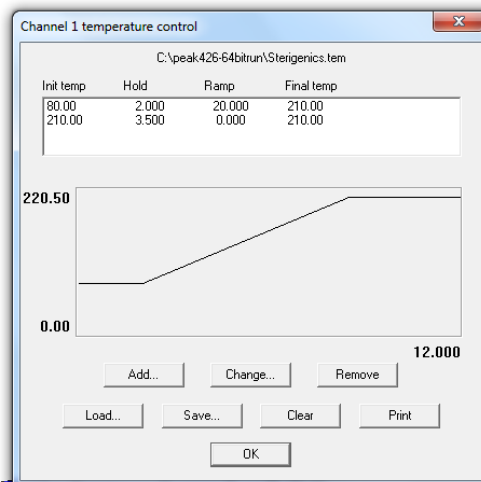 Channel 1 temperature control
C:\peak426-64bitrun\Sterigenics.tem
Init temp Hold Ramp Final temp
80.00 2.000 20.000 210.00
210.00 3.500 0.000 210.00
220.50
0.00
12.000
Add... Change... Remove
Load... Save... Clear Print
OK